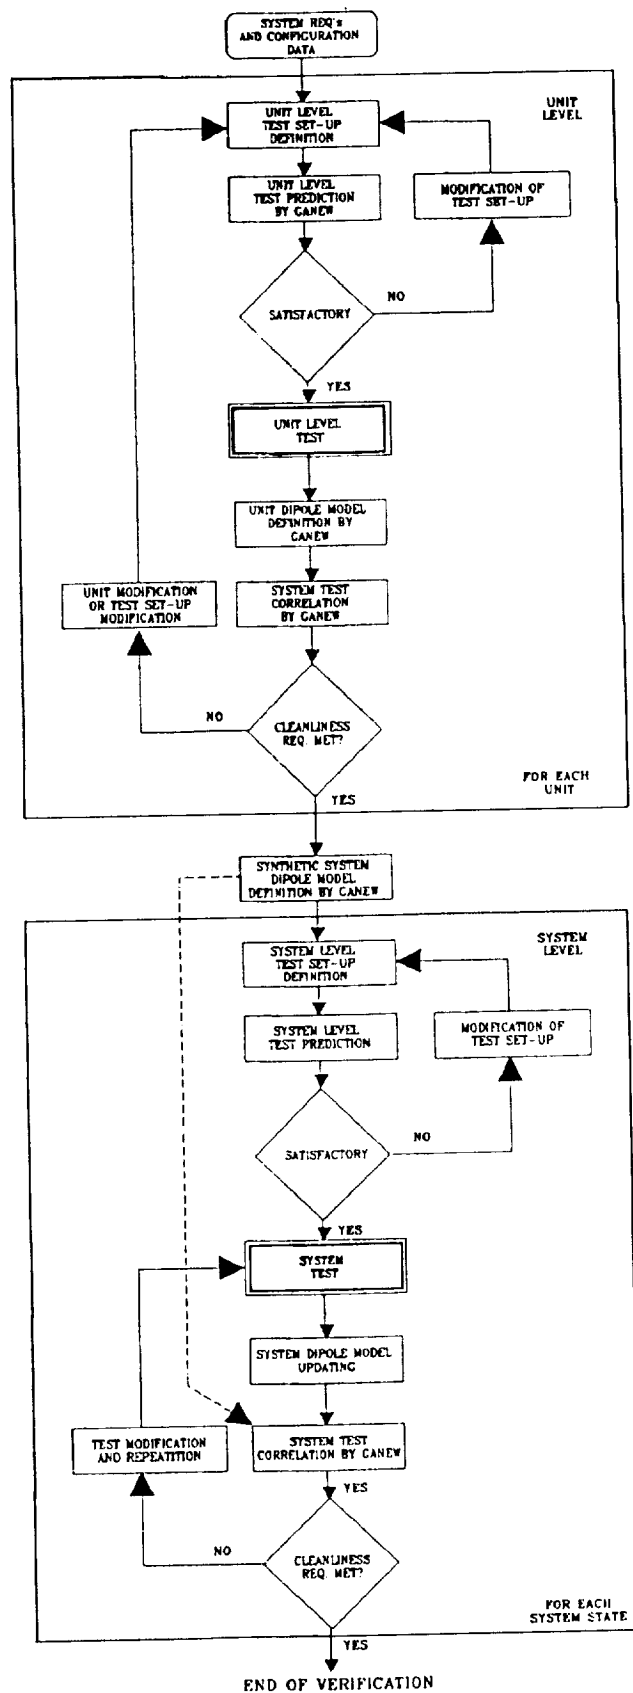 SYSTEM REQ's
AND CONFIGURATION
DATA
UNIT
LEVEL
UNIT LEVEL
TEST SET-UP
DEFINITION
UNIT LEVEL
TEST PREDICTION
BY GANEW
MODIFICATION OF
TEST SET-UP
SATISFACTORY
NO
YES
UNIT LEVEL
TEST
UNIT DIPOLE MODEL
DEFINITION BY
GANEW
UNIT MODIFICATION
OR TEST SET-UP
MODIFICATION
SYSTEM TEST
CORRELATION
BY GANEW
NO
CLEANLINESS
REQ. MET?
YES
FOR EACH
UNIT
SYNTHETIC SYSTEM
DIPOLE MODEL
DEFINITION BY GANEW
SYSTEM
LEVEL
SYSTEM LEVEL
TEST SET-UP
DEFINITION
SYSTEM LEVEL
TEST PREDICTION
MODIFICATION OF
TEST SET-UP
SATISFACTORY
NO
YES
SYSTEM
TEST
SYSTEM DIPOLE MODEL
UPDATING
TEST MODIFICATION
AND REPEATITION
SYSTEM TEST
CORRELATION BY GANEW
YES
NO
CLEANLINESS
REQ. MET?
FOR EACH
SYSTEM STATE
YES
END OF VERIFICATION